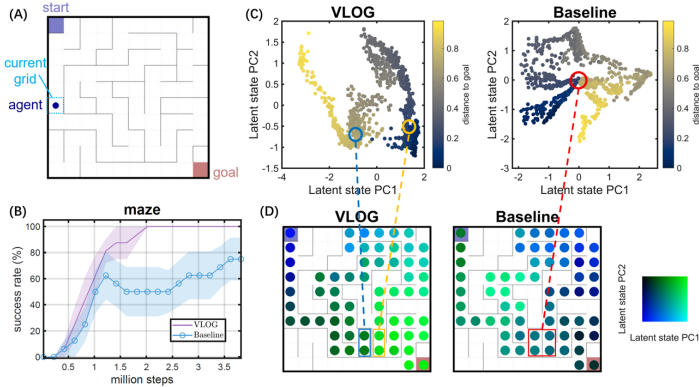 (A)
start
current
grid
agent
goal
(B)
maze
success rate (%)
100
80
60
40
20
0
0.5
1.0
1.5
2.0
2.5
3.0
3.5
million steps
VLOG
Baseline
(C)
VLOG
Latent state PC2
2
1.5
1
0.5
0
-0.5
-1
-1.5
-4
-2
0
2
Latent state PC1
0.8
0.6
0.4
0.2
0
distance to goal
Baseline
Latent state PC2
2
1
0
-1
-2
-3
-2
-1
0
1
2
Latent state PC1
0.8
0.6
0.4
0.2
0
distance to goal
(D)
VLOG
Baseline
Latent state PC2
Latent state PC1